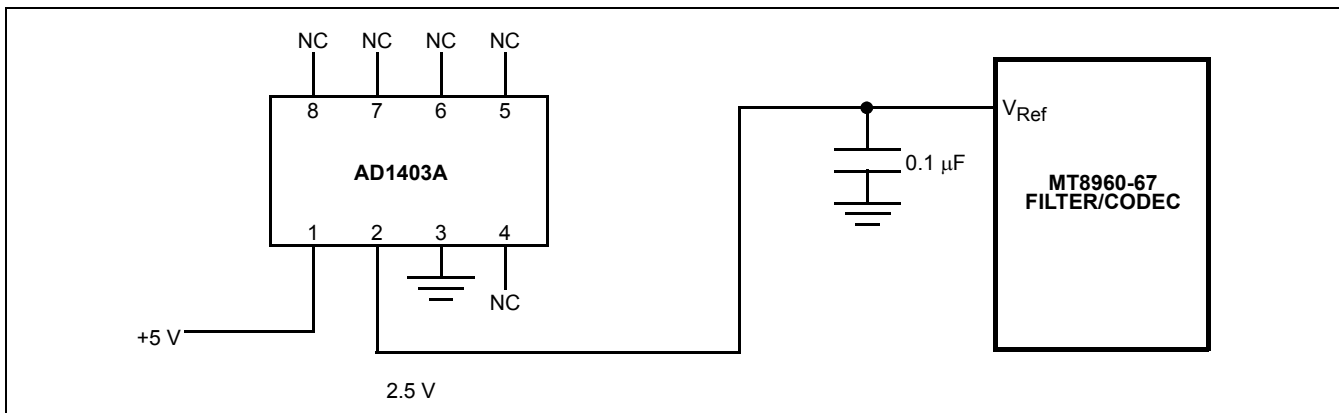 NC NC NC NC
8 7 6 5
AD1403A
1 2 3 4
NC
+5 V
2.5 V
0.1 μF
VRef
MT8960-67
FILTER/CODEC